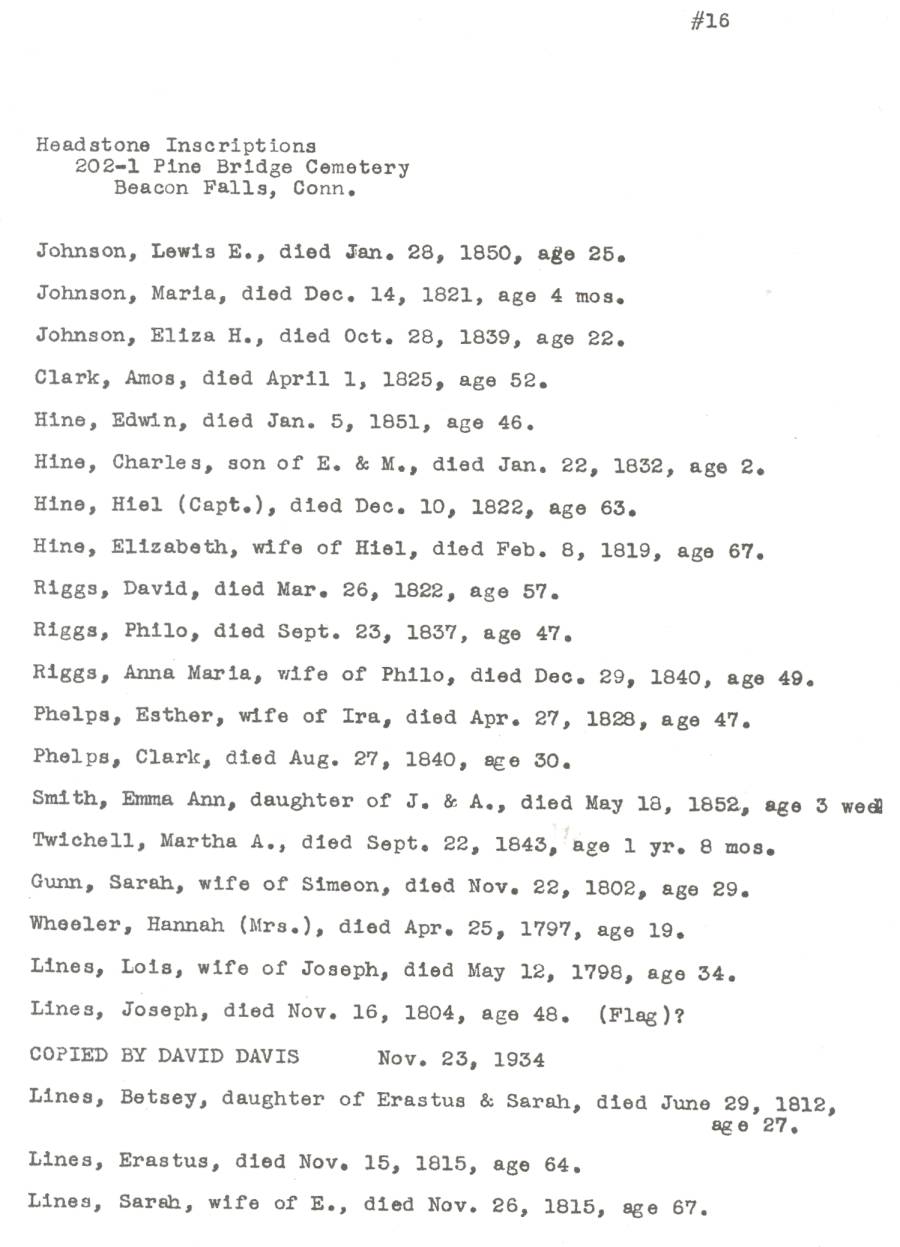 #16
Headstone Inscriptions
202-1 Pine Bridge Cemetery
Beacon Falls, Conn.
Johnson, Lewis E., died Jan. 28, 1850, age 25.
Johnson, Maria, died Dec. 14, 1821, age 4 mos.
Johnson, Eliza H., died Oct. 28, 1839, age 22.
Clark, Amos, died April 1, 1825, age 52.
Hine, Edwin, died Jan. 5, 1851, age 46.
Hine, Charles, son of E. & M., died Jan. 22, 1832, age 2.
Hine, Hiel (Capt.), died Dec. 10, 1822, age 63.
Hine, Elizabeth, wife of Hiel, died Feb. 8, 1819, age 67.
Riggs, David, died Mar. 26, 1822, age 57.
Riggs, Philo, died Sept. 23, 1837, age 47.
Riggs, Anna Maria, wife of Philo, died Dec. 29, 1840, age 49.
Phelps, Esther, wife of Ira, died Apr. 27, 1828, age 47.
Phelps, Clark, died Aug. 27, 1840, age 30.
Smith, Emma Ann, daughter of J. & A., died May 18, 1852, age 3
Twichell, Martha A., died Sept. 22, 1843, age 1 yr. 8 mos.
Gunn, Sarah, wife of Simeon, died Nov. 22, 1802, age 29.
Wheeler, Hannah (Mrs.), died Apr. 25, 1797, age 19.
Lines, Lois, wife of Joseph, died May 12, 1798, age 34.
Lines, Joseph, died Nov. 16, 1804, age 48. (Flag)?
COPIED BY DAVID DAVIS Nov. 23, 1934
Lines, Betsey, daughter of Erastus & Sarah, died June 29, 1812,
age 27.
Lines, Erastus, died Nov. 15, 1815, age 64.
Lines, Sarah, wife of E., died Nov. 26, 1815, age 67.